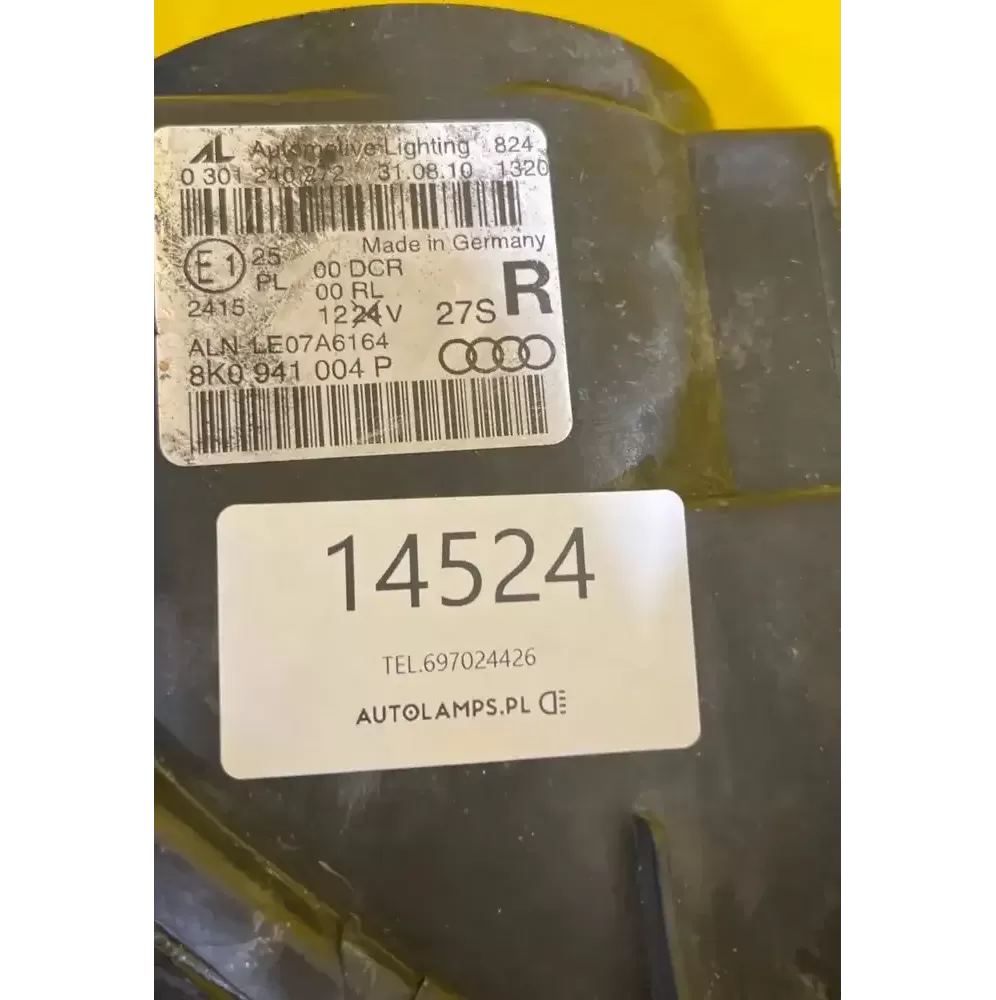 AL Automotive Lighting 824
0 301 240 272 31.08.10 1320
Made in Germany
E1 25 00 DCR R
PL 00 RL
2415 12 24 V 27S
ALN LE07A6164
8K0 941 004 P
14524
TEL.697024426
AUTOLAMPS.PL